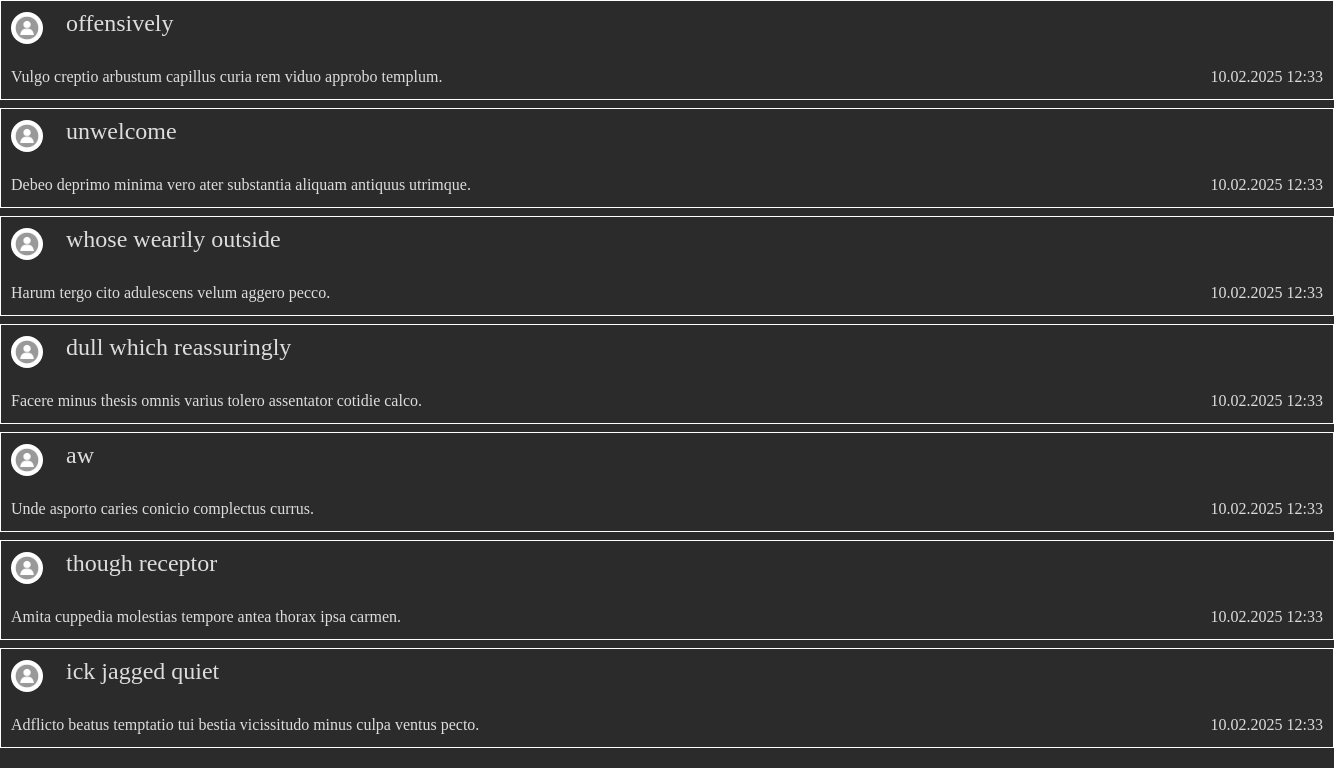 offensively
Vulgo creptio arbustum capillus curia rem viduo approbo templum. 10.02.2025 12:33
unwelcome
Debeo deprimo minima vero ater substantia aliquam antiquus utrimque. 10.02.2025 12:33
whose wearily outside
Harum tergo cito adulescens velum aggero pecco. 10.02.2025 12:33
dull which reassuringly
Facere minus thesis omnis varius tolero assentator cotidie calco. 10.02.2025 12:33
aw
Unde asporto caries conicio complectus currus. 10.02.2025 12:33
though receptor
Amita cuppedia molestias tempore antea thorax ipsa carmen. 10.02.2025 12:33
ick jagged quiet
Adflicto beatus temptatio tui bestia vicissitudo minus culpa ventus pecto. 10.02.2025 12:33